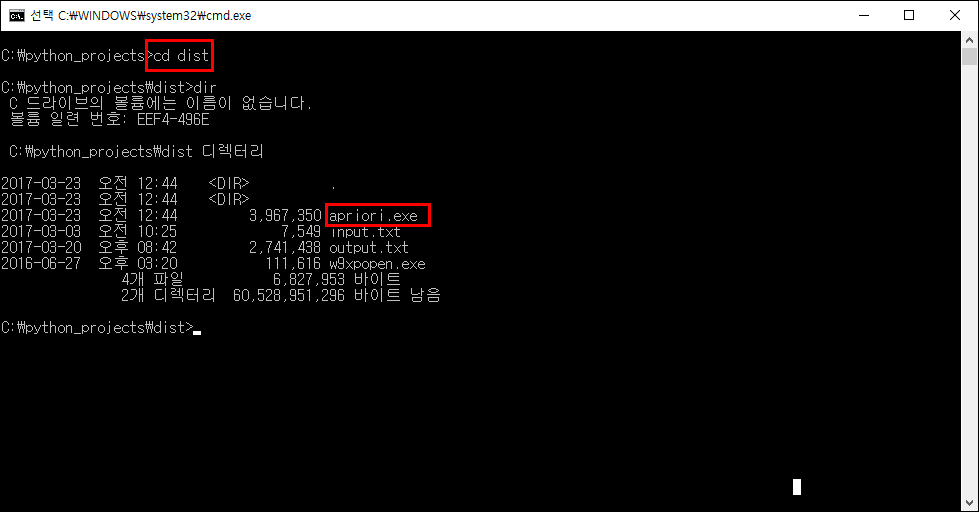 선택 C:\WINDOWS\system32\cmd.exe
C:\python_projects>cd dist
C:\python_projects\dist>dir
C 드라이브의 볼륨에는 이름이 없습니다.
볼륨 일련 번호: EEF4-496E
C:\python_projects\dist 디렉터리
2017-03-23  오전 12:44    <DIR>          .
2017-03-23  오전 12:44    <DIR>
2017-03-23  오전 12:44         3,967,350 apriori.exe
2017-03-03  오전 10:25             7,549 input.txt
2017-03-20  오후 08:42         2,741,438 output.txt
2016-06-27  오후 03:20           111,616 w9xpopen.exe
4개 파일           6,827,953 바이트
2개 디렉터리  60,528,951,296 바이트 남음
C:\python_projects\dist>